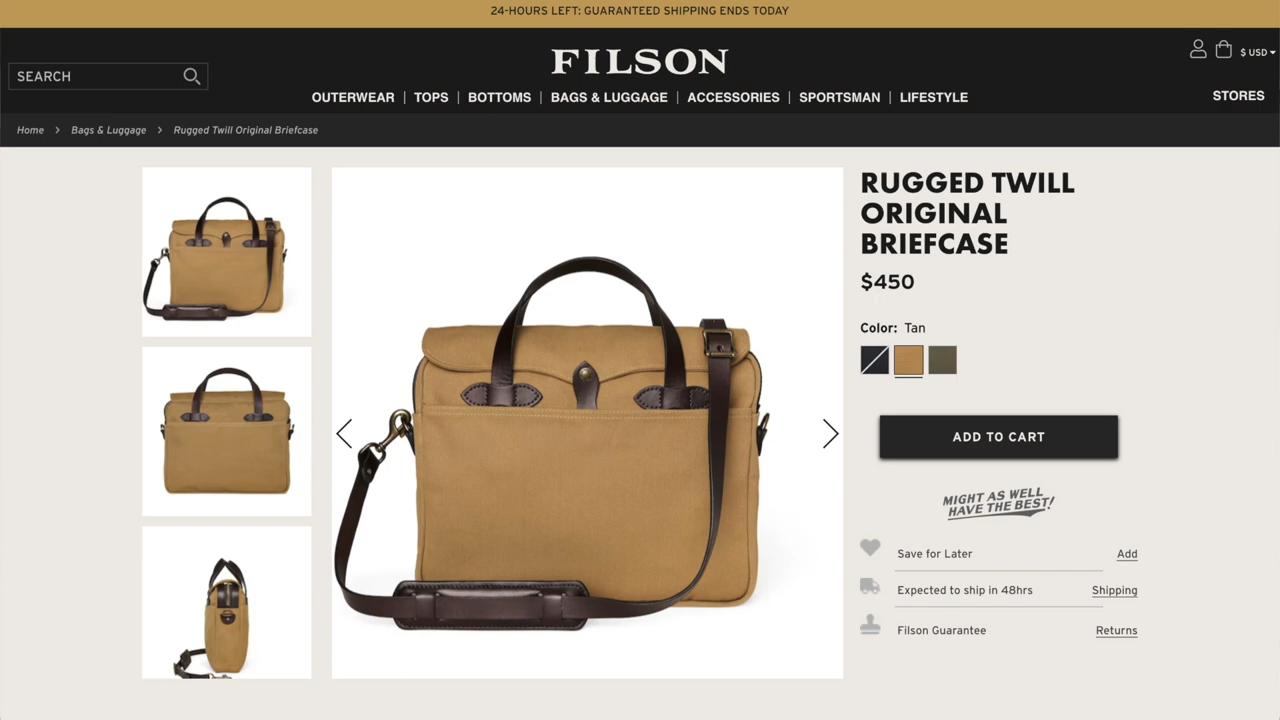 24-HOURS LEFT: GUARANTEED SHIPPING ENDS TODAY
FILSON
$ USD
SEARCH
OUTERWEAR | TOPS | BOTTOMS | BAGS & LUGGAGE | ACCESSORIES | SPORTSMAN | LIFESTYLE
STORES
Home > Bags & Luggage > Rugged Twill Original Briefcase
RUGGED TWILL
ORIGINAL
BRIEFCASE
$450
Color: Tan
ADD TO CART
MIGHT AS WELL
HAVE THE BEST!
Save for Later Add
Expected to ship in 48hrs Shipping
Filson Guarantee Returns